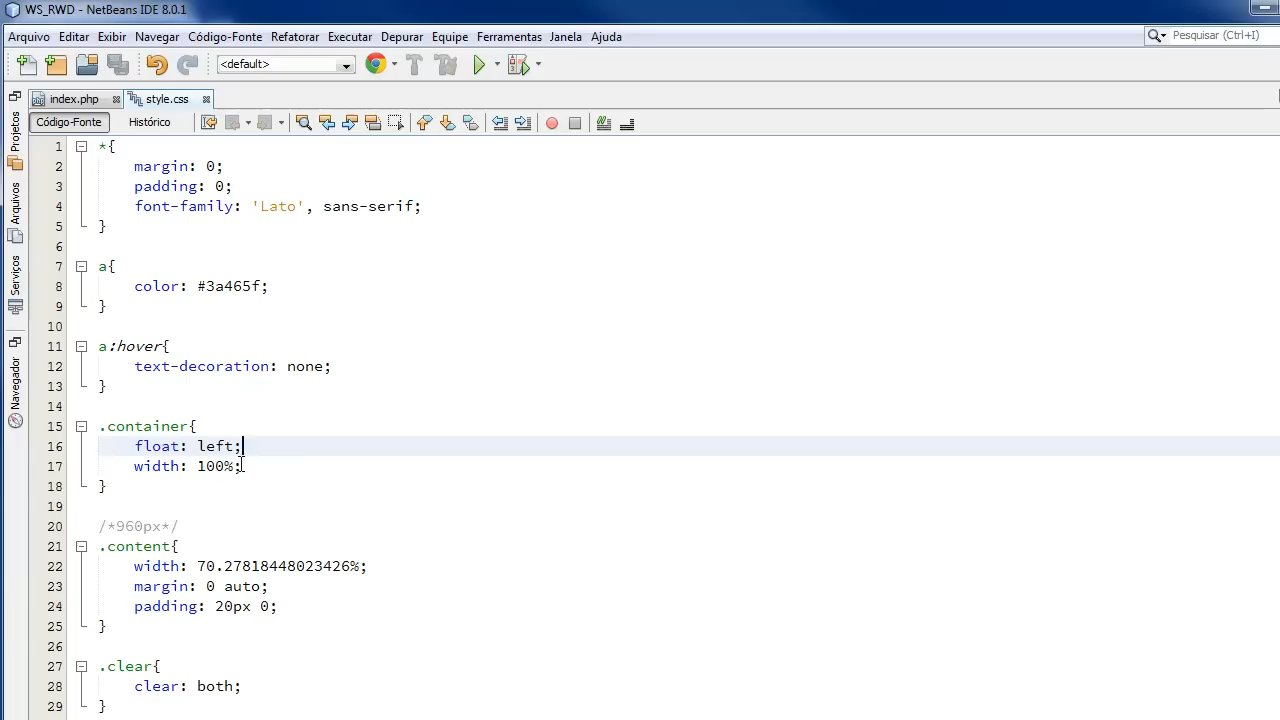 WS_RWD - NetBeans IDE 8.0.1
Arquivo Editar Exibir Navegar Código-Fonte Refatorar Executar Depurar Equipe Ferramentas Janela Ajuda
Pesquisar (Ctrl+I)
<default>
index.php style.css
Código-Fonte Histórico
Projetos
Arquivos
Serviços
Navegador
1 *{
2 margin: 0;
3 padding: 0;
4 font-family: 'Lato', sans-serif;
5 }
6
7 a{
8 color: #3a465f;
9 }
10
11 a:hover{
12 text-decoration: none;
13 }
14
15 .container{
16 float: left;
17 width: 100%;
18 }
19
20 /*960px*/
21 .content{
22 width: 70.27818448023426%;
23 margin: 0 auto;
24 padding: 20px 0;
25 }
26
27 .clear{
28 clear: both;
29 }